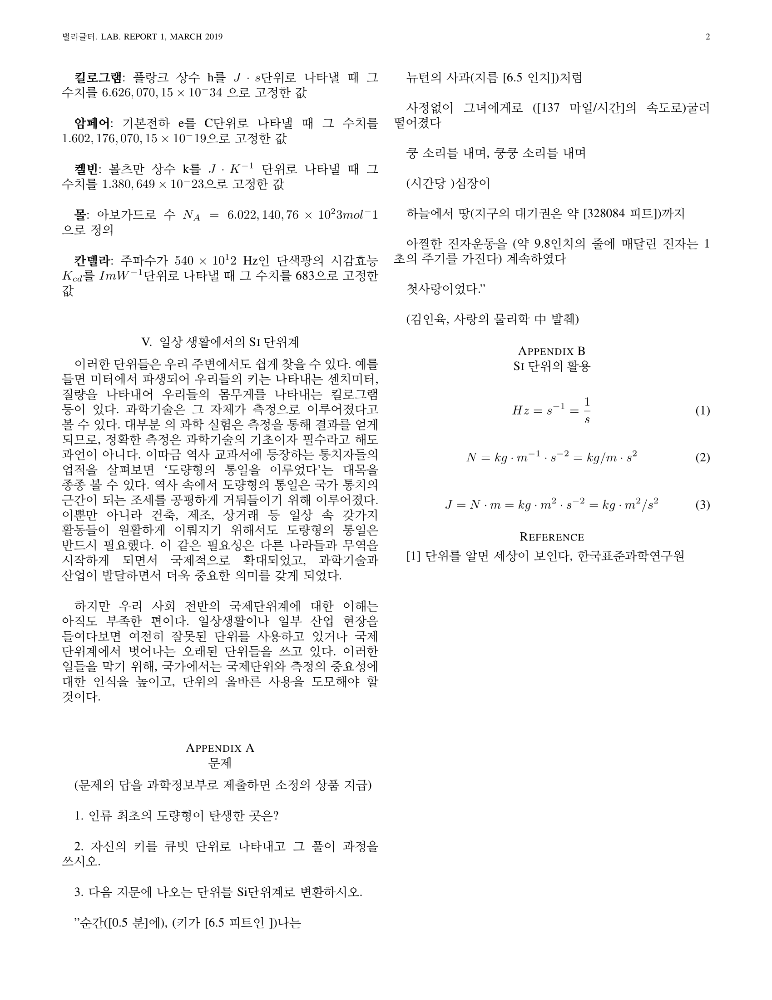 벌리글터. LAB. REPORT 1, MARCH 2019
2
킬로그램: 플랑크 상수 h를 J · s단위로 나타낼 때 그
수치를 6.626, 070, 15 × 10⁻34 으로 고정한 값
암페어: 기본전하 e를 C단위로 나타낼 때 그 수치를
1.602, 176, 070, 15 × 10⁻19으로 고정한 값
켈빈: 볼츠만 상수 k를 J · K⁻¹ 단위로 나타낼 때 그
수치를 1.380, 649 × 10⁻23으로 고정한 값
몰: 아보가드로 수 N_A = 6.022, 140, 76 × 10²3mol⁻1
으로 정의
칸델라: 주파수가 540 × 10¹2 Hz인 단색광의 시감효능
K_cd를 ImW⁻¹단위로 나타낼 때 그 수치를 683으로 고정한
값
V. 일상 생활에서의 SI 단위계
이러한 단위들은 우리 주변에서도 쉽게 찾을 수 있다. 예를
들면 미터에서 파생되어 우리들의 키는 나타내는 센치미터,
질량을 나타내어 우리들의 몸무게를 나타내는 킬로그램
등이 있다. 과학기술은 그 자체가 측정으로 이루어졌다고
볼 수 있다. 대부분 의 과학 실험은 측정을 통해 결과를 얻게
되므로, 정확한 측정은 과학기술의 기초이자 필수라고 해도
과언이 아니다. 이따금 역사 교과서에 등장하는 통치자들의
업적을 살펴보면 ‘도량형의 통일을 이루었다’는 대목을
종종 볼 수 있다. 역사 속에서 도량형의 통일은 국가 통치의
근간이 되는 조세를 공평하게 거둬들이기 위해 이루어졌다.
이뿐만 아니라 건축, 제조, 상거래 등 일상 속 갖가지
활동들이 원활하게 이뤄지기 위해서도 도량형의 통일은
반드시 필요했다. 이 같은 필요성은 다른 나라들과 무역을
시작하게 되면서 국제적으로 확대되었고, 과학기술과
산업이 발달하면서 더욱 중요한 의미를 갖게 되었다.
하지만 우리 사회 전반의 국제단위계에 대한 이해는
아직도 부족한 편이다. 일상생활이나 일부 산업 현장을
들여다보면 여전히 잘못된 단위를 사용하고 있거나 국제
단위계에서 벗어나는 오래된 단위들을 쓰고 있다. 이러한
일들을 막기 위해, 국가에서는 국제단위와 측정의 중요성에
대한 인식을 높이고, 단위의 올바른 사용을 도모해야 할
것이다.
APPENDIX A
문제
(문제의 답을 과학정보부로 제출하면 소정의 상품 지급)
1. 인류 최초의 도량형이 탄생한 곳은?
2. 자신의 키를 큐빗 단위로 나타내고 그 풀이 과정을
쓰시오.
3. 다음 지문에 나오는 단위를 Si단위계로 변환하시오.
”순간([0.5 분]에), (키가 [6.5 피트인 ])나는
뉴턴의 사과(지름 [6.5 인치])처럼
사정없이 그녀에게로 ([137 마일/시간]의 속도로)굴러
떨어졌다
쿵 소리를 내며, 쿵쿵 소리를 내며
(시간당 )심장이
하늘에서 땅(지구의 대기권은 약 [328084 피트])까지
아찔한 진자운동을 (약 9.8인치의 줄에 매달린 진자는 1
초의 주기를 가진다) 계속하였다
첫사랑이었다.”
(김인육, 사랑의 물리학 中 발췌)
APPENDIX B
SI 단위의 활용
Hz = s⁻¹ = 1/s (1)
N = kg · m⁻¹ · s⁻² = kg/m · s² (2)
J = N · m = kg · m² · s⁻² = kg · m²/s² (3)
REFERENCE
[1] 단위를 알면 세상이 보인다, 한국표준과학연구원